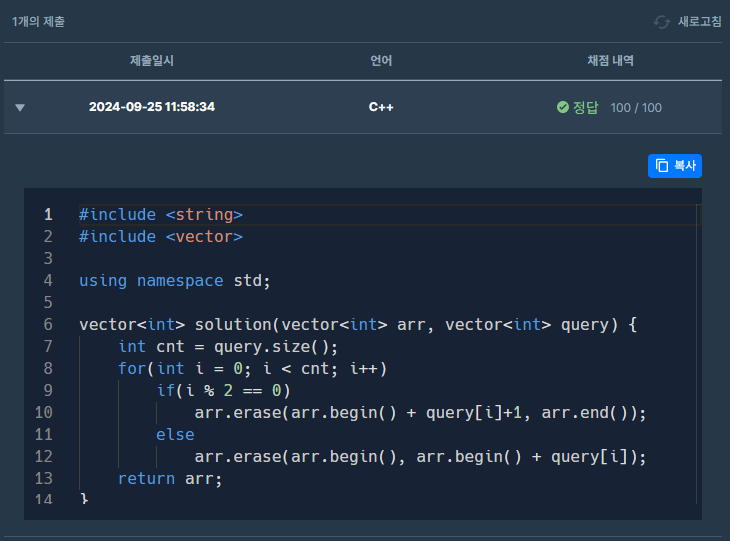 1개의 제출
새로고침
제출일시 언어 채점 내역
2024-09-25 11:58:34 C++ 정답 100 / 100
복사
1 #include <string>
2 #include <vector>
3
4 using namespace std;
5
6 vector<int> solution(vector<int> arr, vector<int> query) {
7     int cnt = query.size();
8     for(int i = 0; i < cnt; i++)
9         if(i % 2 == 0)
10             arr.erase(arr.begin() + query[i]+1, arr.end());
11         else
12             arr.erase(arr.begin(), arr.begin() + query[i]);
13     return arr;
14 }